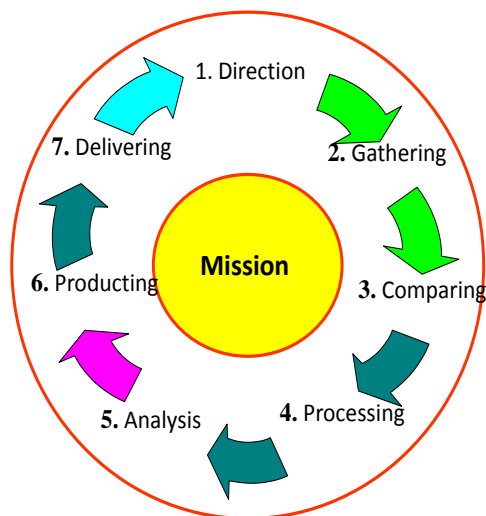 1. Direction
2. Gathering
3. Comparing
4. Processing
5. Analysis
6. Producting
7. Delivering
Mission